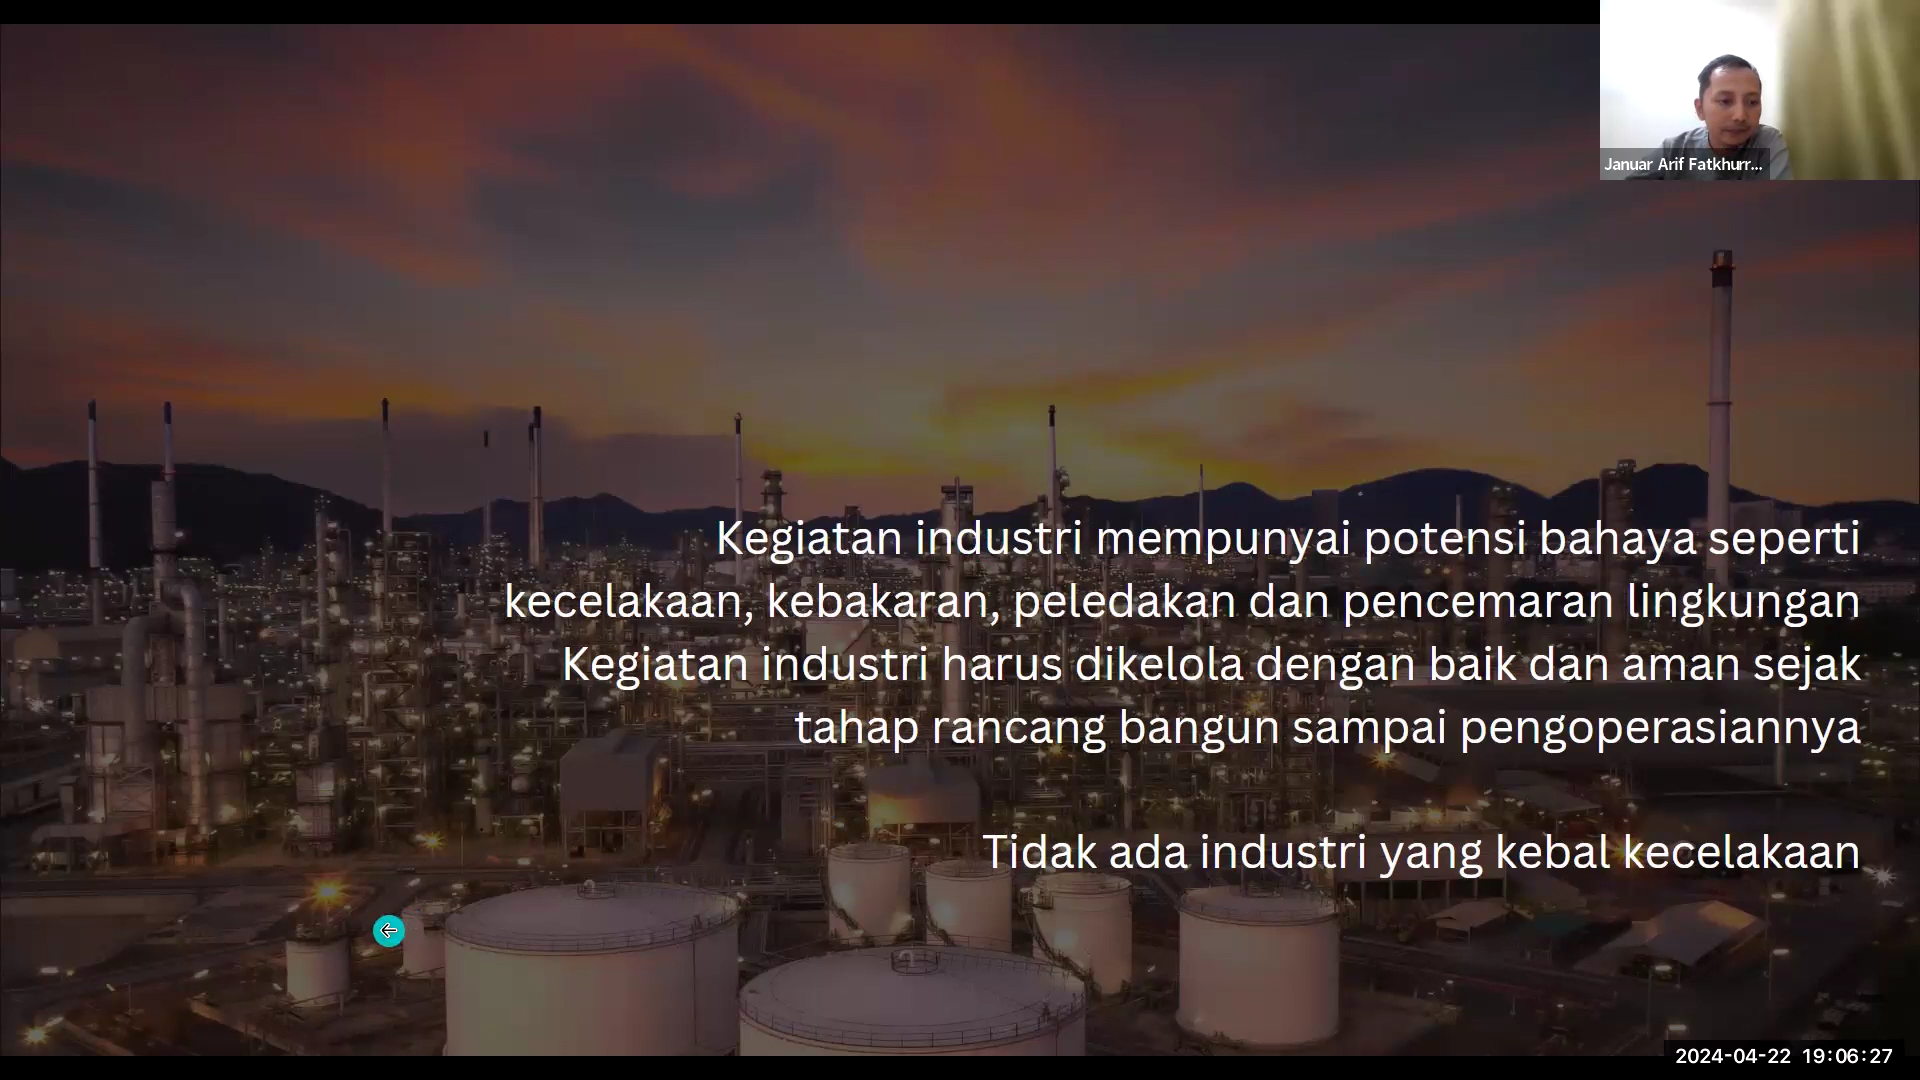 Januar Arif Fatkhurr...
Kegiatan industri mempunyai potensi bahaya seperti
kecelakaan, kebakaran, peledakan dan pencemaran lingkungan
Kegiatan industri harus dikelola dengan baik dan aman sejak
tahap rancang bangun sampai pengoperasiannya
Tidak ada industri yang kebal kecelakaan
2024-04-22 19:06:27